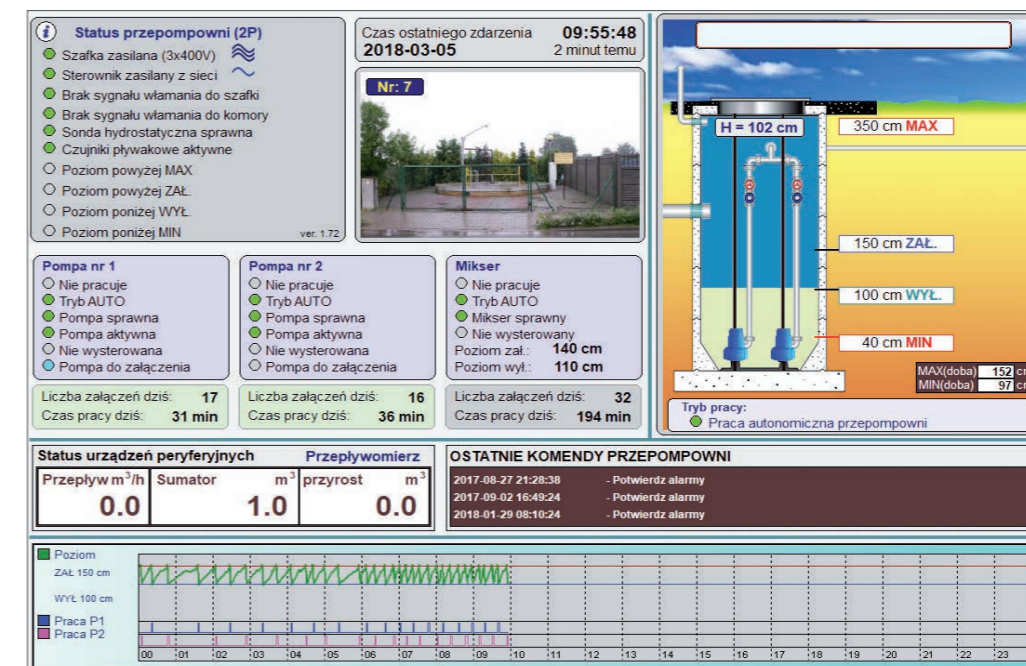 Status przepompowni (2P)
Szafka zasilana (3x400V)
Sterownik zasilany z sieci
Brak sygnału włamania do szafki
Brak sygnału włamania do komory
Sonda hydrostatyczna sprawna
Czujniki pływakowe aktywne
Poziom powyżej MAX
Poziom powyżej ZAŁ.
Poziom poniżej WYŁ.
Poziom poniżej MIN
ver. 1.72
Czas ostatniego zdarzenia 09:55:48
2018-03-05 2 minut temu
Nr: 7
H = 102 cm
350 cm MAX
150 cm ZAŁ.
100 cm WYŁ.
40 cm MIN
MAX(doba) 152 cm
MIN(doba) 97 cm
Tryb pracy:
Praca autonomiczna przepompowni
Pompa nr 1
Nie pracuje
Tryb AUTO
Pompa sprawna
Pompa aktywna
Nie wysterowana
Pompa do załączenia
Liczba załączeń dziś: 17
Czas pracy dziś: 31 min
Pompa nr 2
Nie pracuje
Tryb AUTO
Pompa sprawna
Pompa aktywna
Nie wysterowana
Pompa do załączenia
Liczba załączeń dziś: 16
Czas pracy dziś: 36 min
Mikser
Nie pracuje
Tryb AUTO
Mikser sprawny
Nie wysterowany
Poziom zał.: 140 cm
Poziom wył.: 110 cm
Liczba załączeń dziś: 32
Czas pracy dziś: 194 min
Status urządzeń peryferyjnych Przepływomierz
Przepływ m³/h Sumator m³ przyrost m³
0.0 1.0 0.0
OSTATNIE KOMENDY PRZEPOMPOWNI
2017-08-27 21:28:38 - Potwierdz alarmy
2017-09-02 16:49:24 - Potwierdz alarmy
2018-01-29 08:10:24 - Potwierdz alarmy
Poziom
ZAŁ 150 cm
WYŁ 100 cm
Praca P1
Praca P2
00 01 02 03 04 05 06 07 08 09 10 11 12 13 14 15 16 17 18 19 20 21 22 23